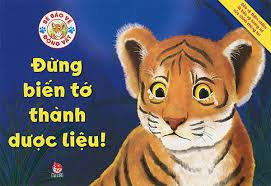 BÉ BẢO VỆ
ĐỘNG VẬT
Đừng
biến tớ
thành
dược liệu!